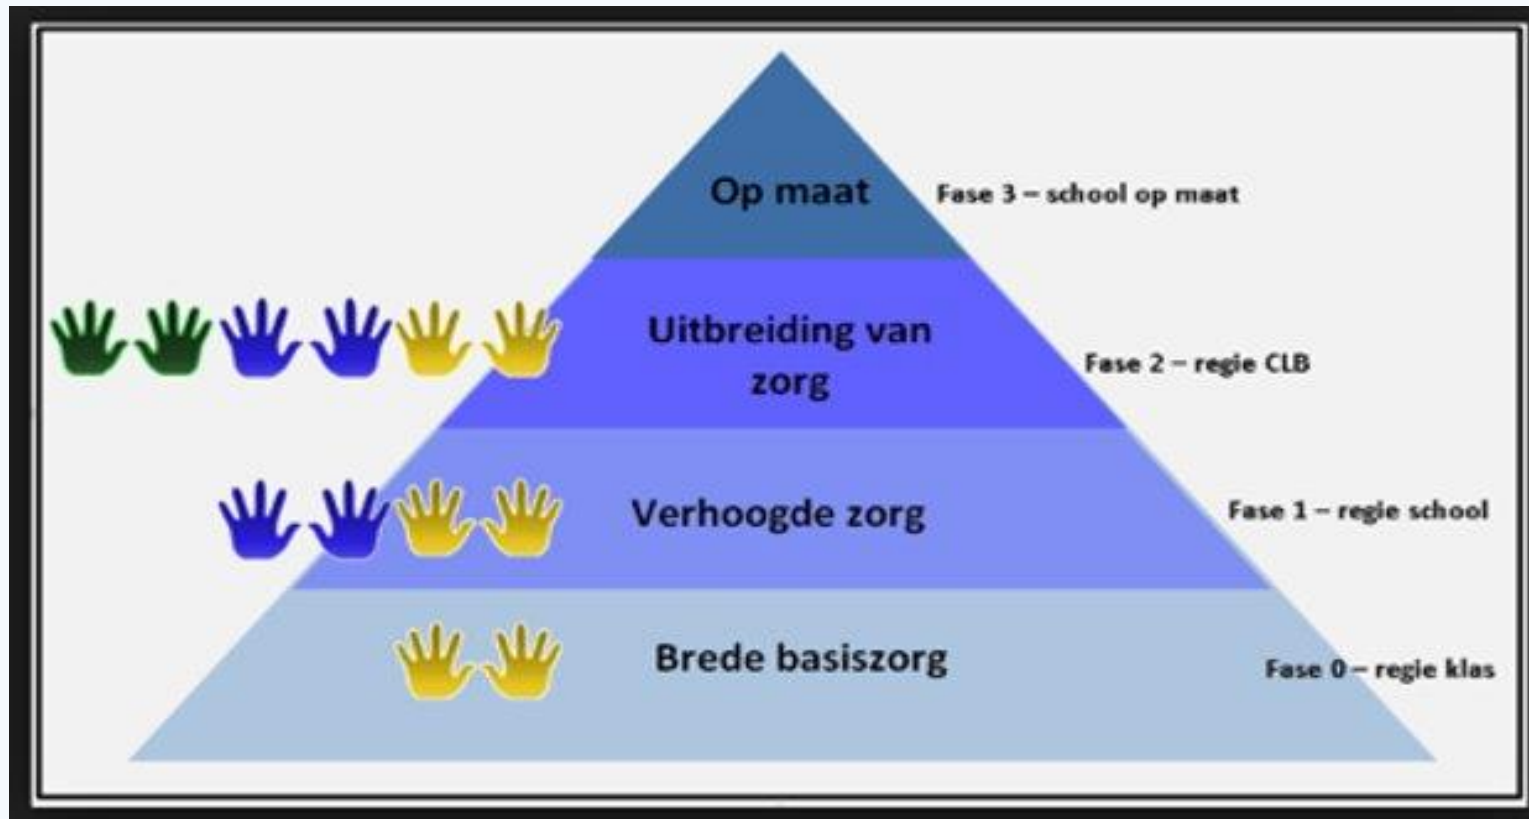 Op maat
Fase 3 – school op maat
Uitbreiding van
zorg
Fase 2 – regie CLB
Verhoogde zorg
Fase 1 – regie school
Brede basiszorg
Fase 0 – regie klas